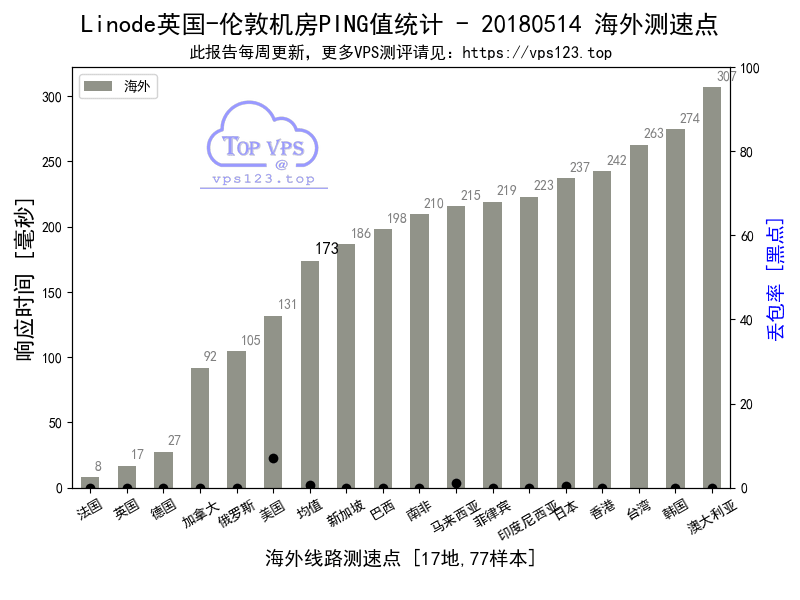 Linode英国-伦敦机房PING值统计 - 20180514 海外测速点
此报告每周更新，更多VPS测评请见：https://vps123.top
海外
TOP VPS
@
vps123.top
响应时间 [毫秒]
300
250
200
150
100
50
0
8
17
27
92
105
131
173
186
198
210
215
219
223
237
242
263
274
307
100
80
60
40
20
0
丢包率 [黑点]
法国
英国
德国
加拿大
俄罗斯
美国
均值
新加坡
巴西
南非
马来西亚
菲律宾
印度尼西亚
日本
香港
台湾
韩国
澳大利亚
海外线路测速点 [17地,77样本]